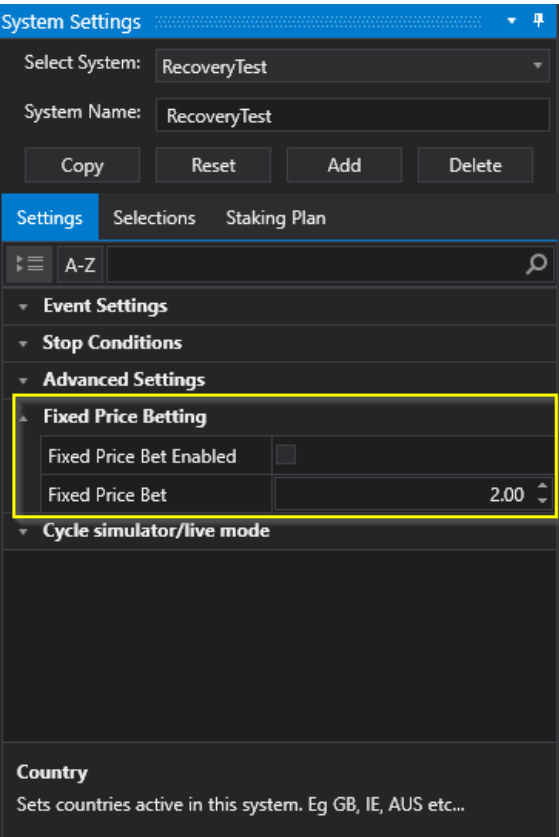 System Settings
Select System: RecoveryTest
System Name: RecoveryTest
Copy Reset Add Delete
Settings Selections Staking Plan
A-Z
Event Settings
Stop Conditions
Advanced Settings
Fixed Price Betting
Fixed Price Bet Enabled
Fixed Price Bet 2.00
Cycle simulator/live mode
Country
Sets countries active in this system. Eg GB, IE, AUS etc...